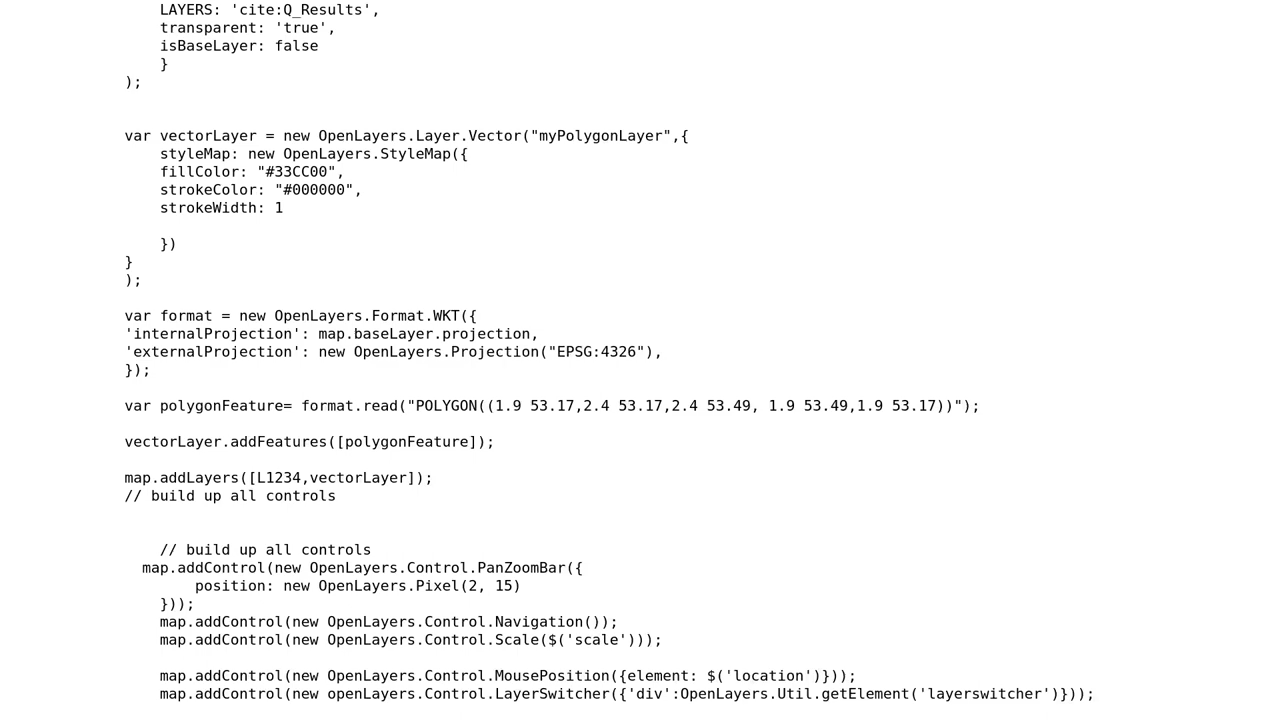 LAYERS: 'cite:Q_Results',
transparent: 'true',
isBaseLayer: false
}
);
var vectorLayer = new OpenLayers.Layer.Vector("myPolygonLayer",{
styleMap: new OpenLayers.StyleMap({
fillColor: "#33CC00",
strokeColor: "#000000",
strokeWidth: 1
})
}
);
var format = new OpenLayers.Format.WKT({
'internalProjection': map.baseLayer.projection,
'externalProjection': new OpenLayers.Projection("EPSG:4326"),
});
var polygonFeature= format.read("POLYGON((1.9 53.17,2.4 53.17,2.4 53.49, 1.9 53.49,1.9 53.17))");
vectorLayer.addFeatures([polygonFeature]);
map.addLayers([L1234,vectorLayer]);
// build up all controls
// build up all controls
map.addControl(new OpenLayers.Control.PanZoomBar({
position: new OpenLayers.Pixel(2, 15)
}));
map.addControl(new OpenLayers.Control.Navigation());
map.addControl(new OpenLayers.Control.Scale($('scale')));
map.addControl(new OpenLayers.Control.MousePosition({element: $('location')}));
map.addControl(new openLayers.Control.LayerSwitcher({'div':OpenLayers.Util.getElement('layerswitcher')}));